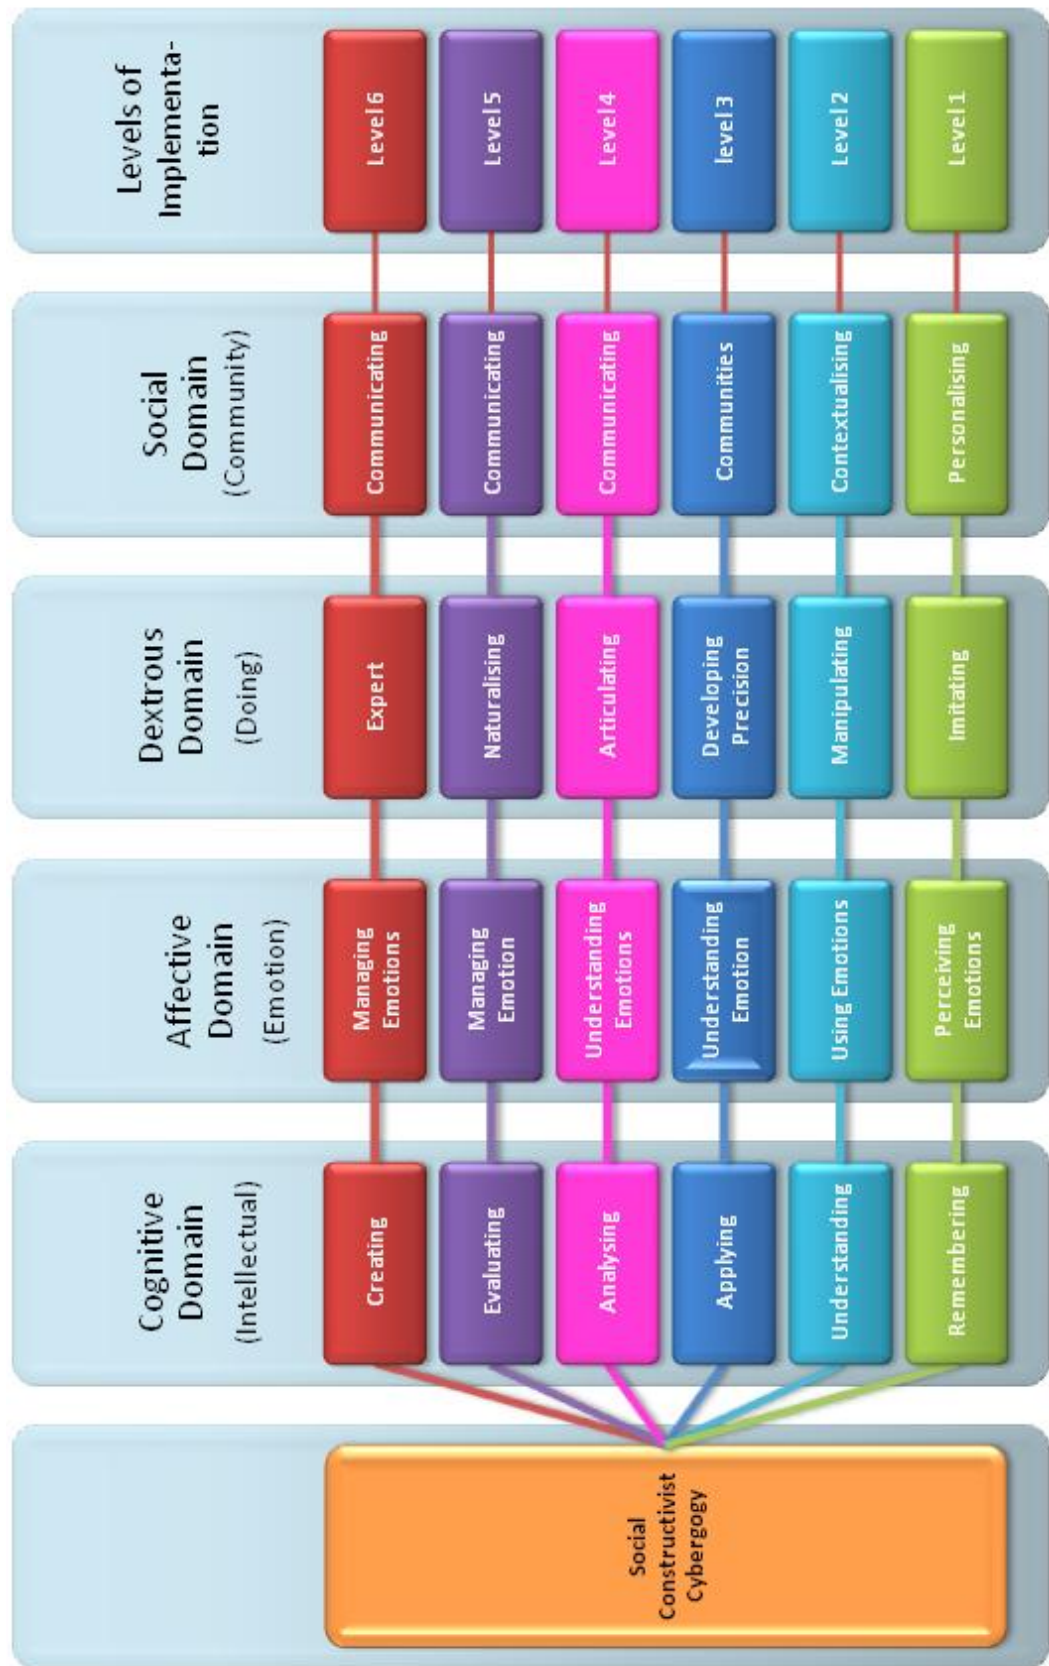 Social
Constructivist
Cybergogy
Cognitive
Domain
(Intellectual)
Creating
Evaluating
Analysing
Applying
Understanding
Remembering
Affective
Domain
(Emotion)
Managing
Emotions
Managing
Emotion
Understanding
Emotions
Understanding
Emotion
Using Emotions
Perceiving
Emotions
Dextrous
Domain
(Doing)
Expert
Naturalising
Articulating
Developing
Precision
Manipulating
Imitating
Social
Domain
(Community)
Communicating
Communicating
Communicating
Communities
Contextualising
Personalising
Levels of
Implementa-
tion
Level 6
Level 5
Level 4
level 3
Level 2
Level 1